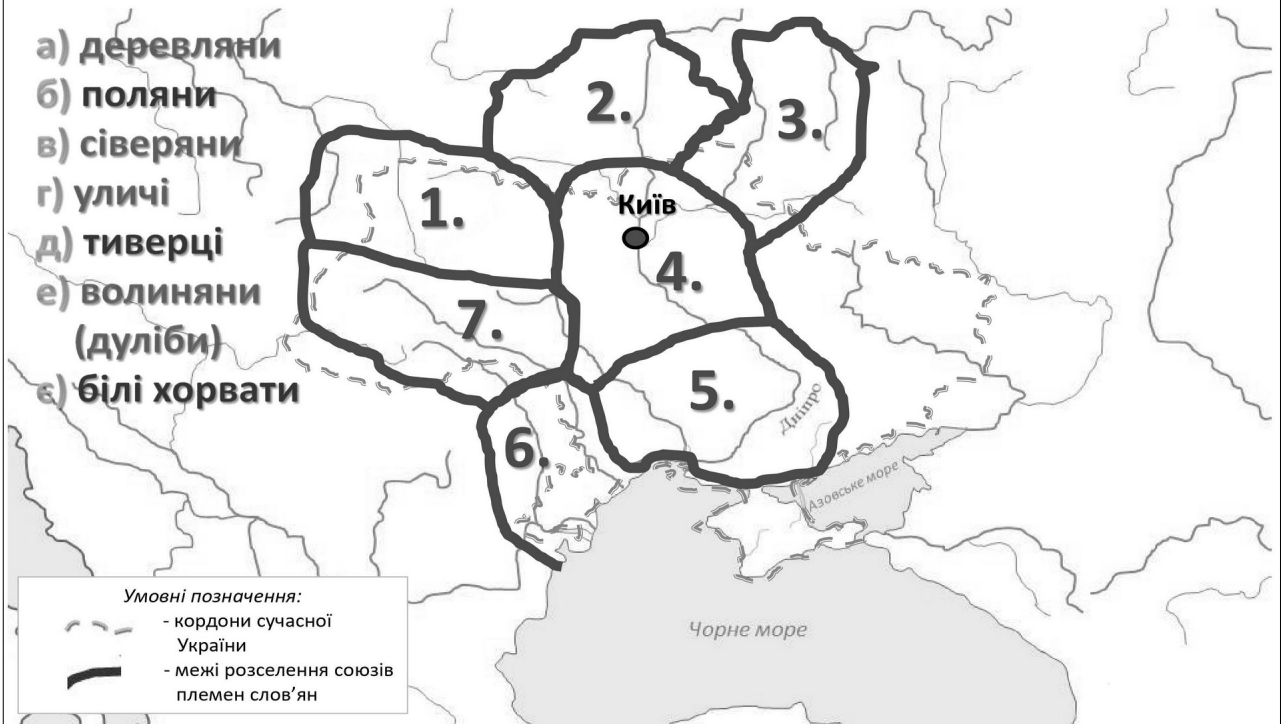 а) деревляни
б) поляни
в) сіверяни
г) уличі
д) тиверці
е) волиняни
(дуліби)
є) білі хорвати
1.
2.
3.
Київ
4.
7.
5.
6.
Дніпро
Азовське море
Чорне море
Умовні позначення:
- кордони сучасної
України
- межі розселення союзів
племен слов’ян